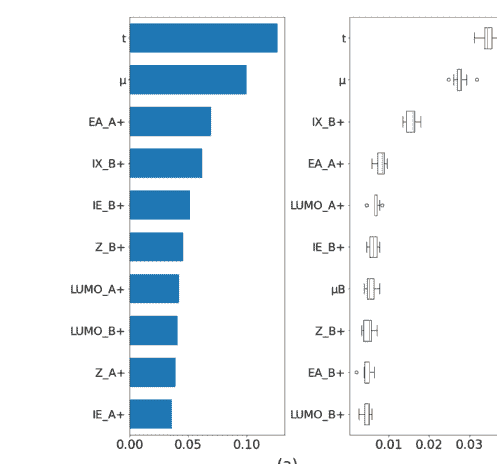 t
μ
EA_A+
IX_B+
IE_B+
Z_B+
LUMO_A+
LUMO_B+
Z_A+
IE_A+
0.00 0.05 0.10
t
μ
IX_B+
EA_A+
LUMO_A+
IE_B+
μB
Z_B+
EA_B+
LUMO_B+
0.01 0.02 0.03